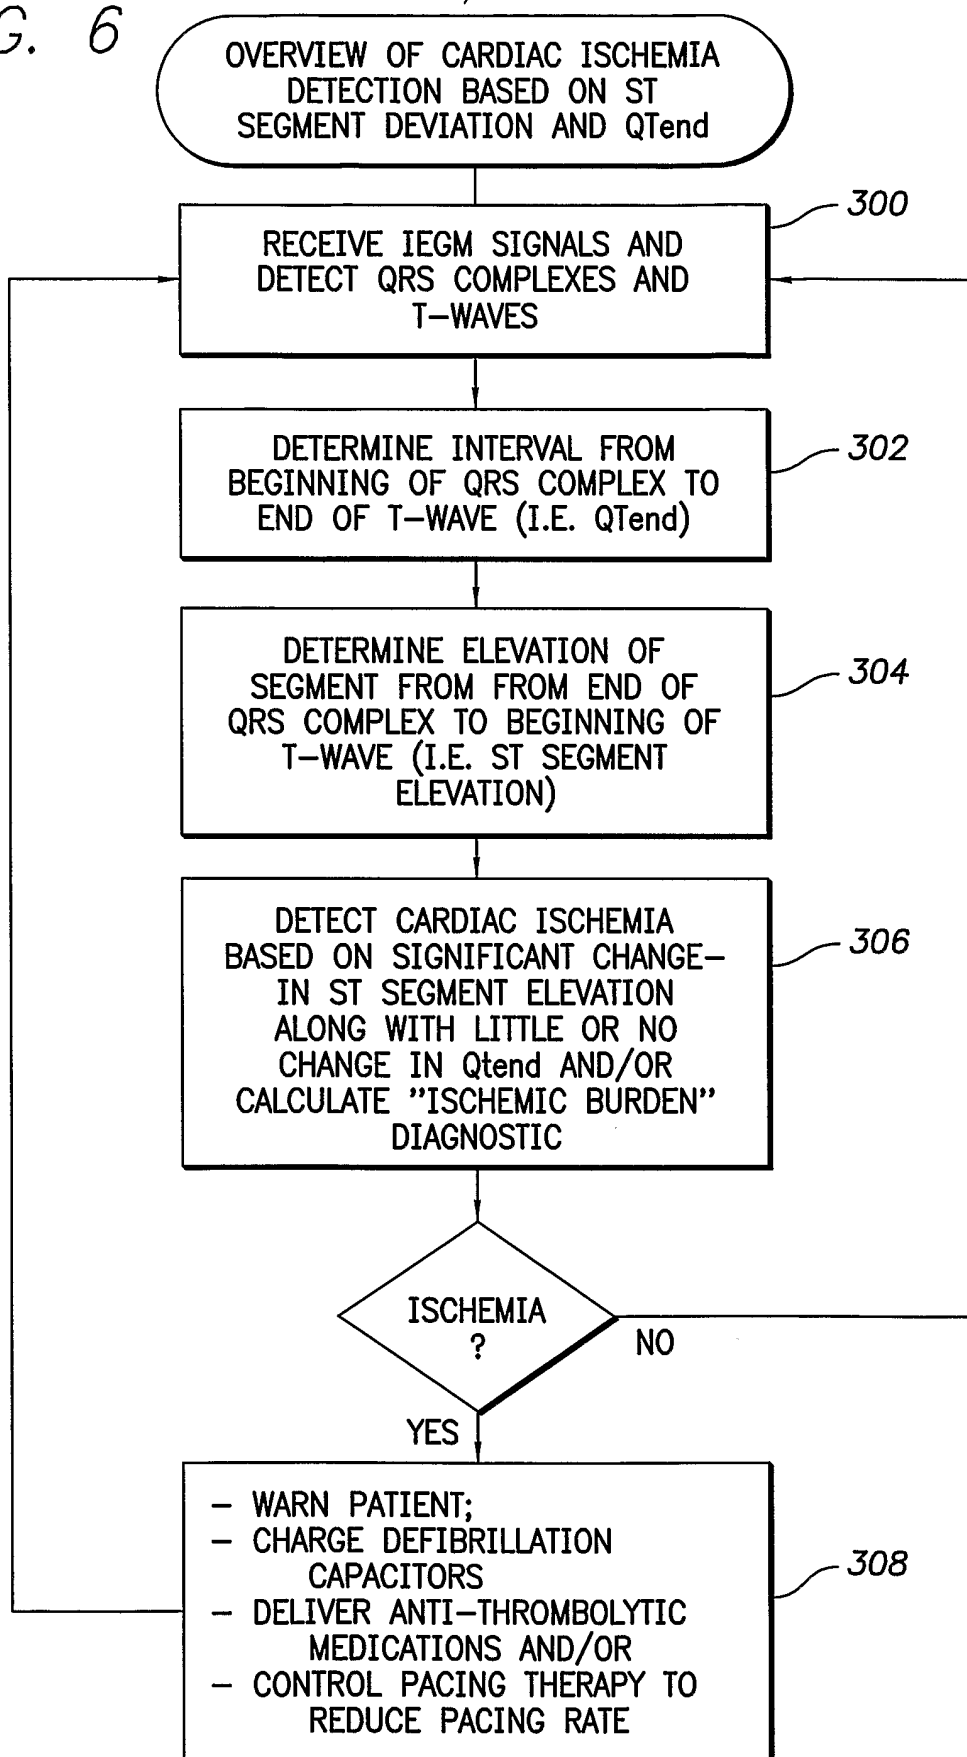 G. 6
OVERVIEW OF CARDIAC ISCHEMIA
DETECTION BASED ON ST
SEGMENT DEVIATION AND QTend
300
RECEIVE IEGM SIGNALS AND
DETECT QRS COMPLEXES AND
T-WAVES
302
DETERMINE INTERVAL FROM
BEGINNING OF QRS COMPLEX TO
END OF T-WAVE (I.E. QTend)
304
DETERMINE ELEVATION OF
SEGMENT FROM FROM END OF
QRS COMPLEX TO BEGINNING OF
T-WAVE (I.E. ST SEGMENT
ELEVATION)
306
DETECT CARDIAC ISCHEMIA
BASED ON SIGNIFICANT CHANGE-
IN ST SEGMENT ELEVATION
ALONG WITH LITTLE OR NO
CHANGE IN Qtend AND/OR
CALCULATE "ISCHEMIC BURDEN"
DIAGNOSTIC
ISCHEMIA
?
NO
YES
308
- WARN PATIENT;
- CHARGE DEFIBRILLATION
CAPACITORS
- DELIVER ANTI-THROMBOLYTIC
MEDICATIONS AND/OR
- CONTROL PACING THERAPY TO
REDUCE PACING RATE